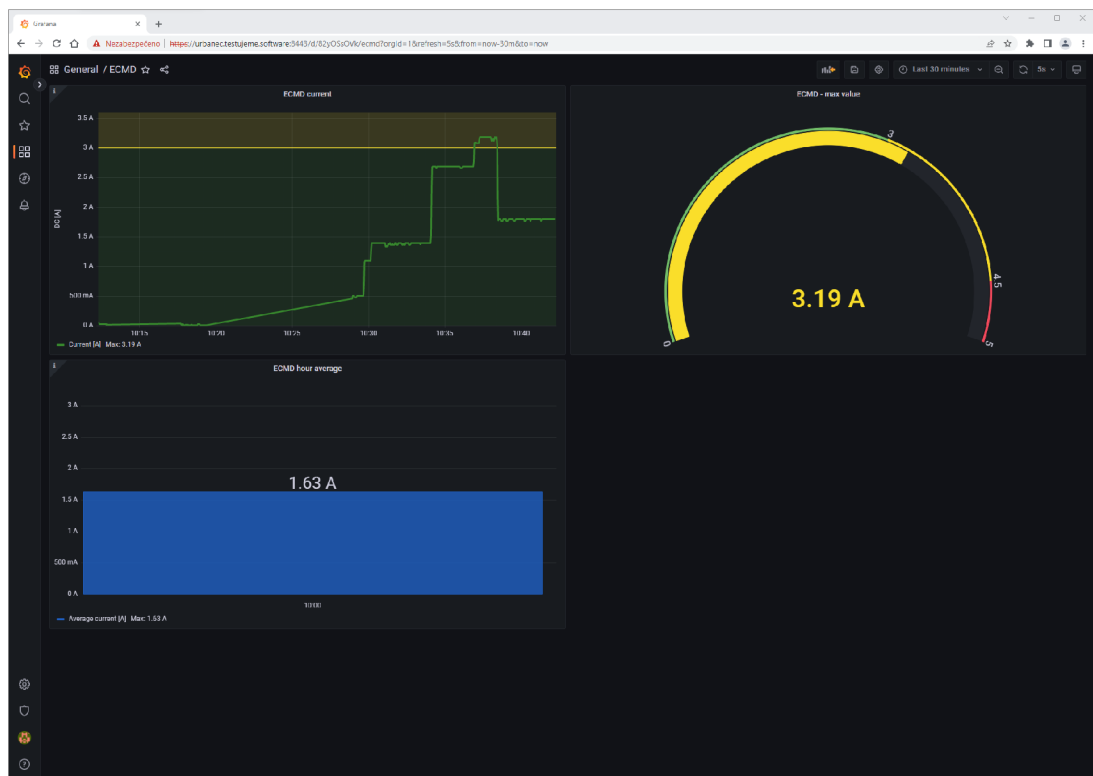 Grafana
Nezabezpečeno | https://urbanec.testujeme.software:8443/d/82yOSsOVk/ecmd?orgId=1&refresh=5s&from=now-30m&to=now
General / ECMD
Last 30 minutes
5s
ECMD current
3.5 A
3 A
2.5 A
2 A
1.5 A
1 A
500 mA
0 A
DC [A]
10:15
10:20
10:25
10:30
10:35
10:40
Current [A] Max: 3.19 A
ECMD - max value
0
3
4.5
5
3.19 A
ECMD hour average
3 A
2.5 A
2 A
1.5 A
1 A
500 mA
0 A
1.63 A
10:00
Average current [A] Max: 1.63 A